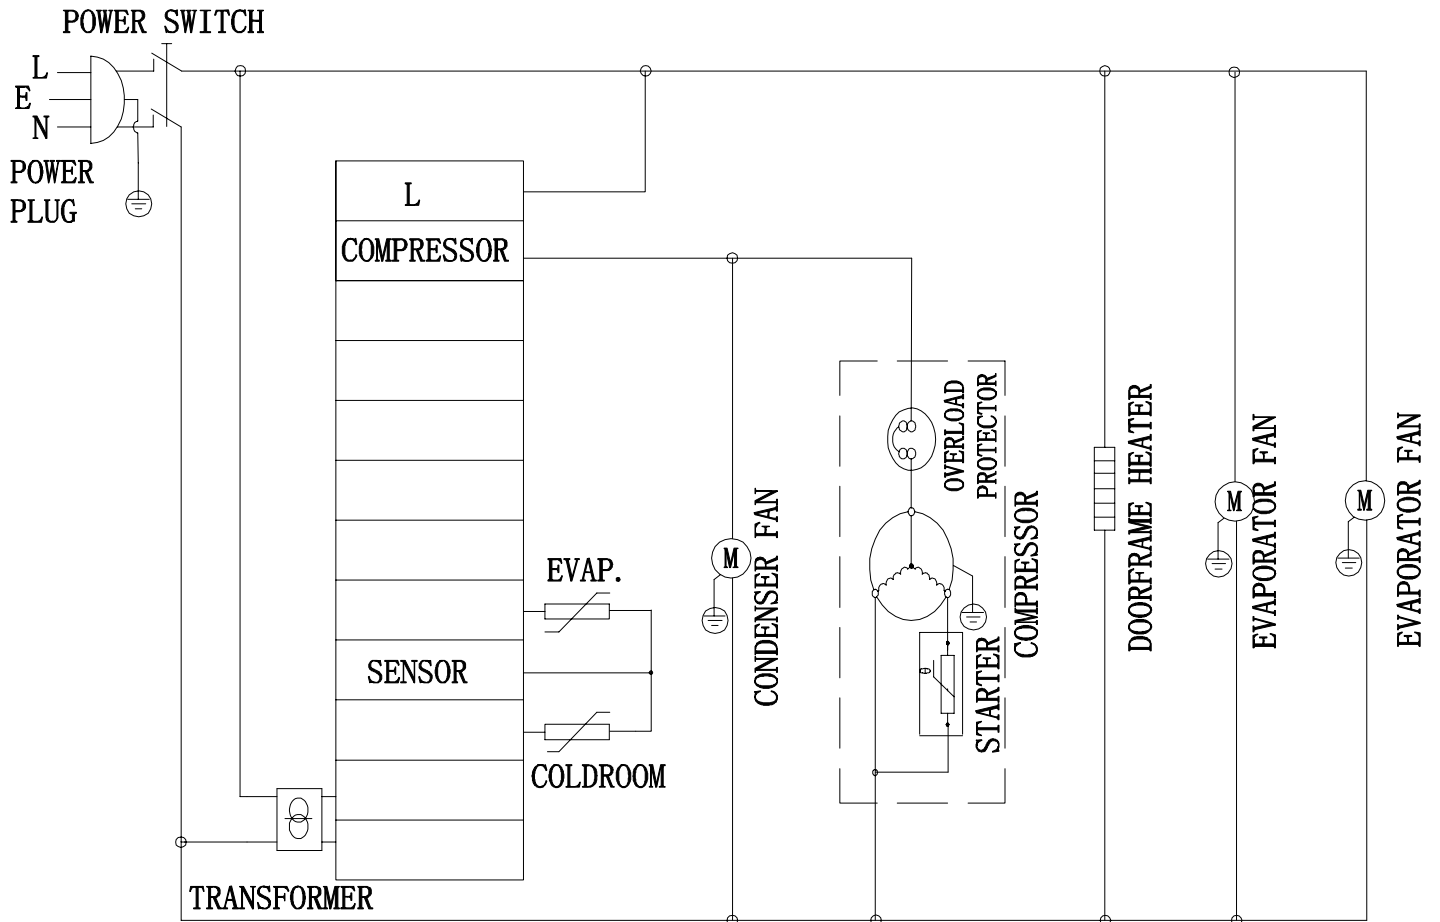 POWER SWITCH
L
E
N
POWER
PLUG
L
COMPRESSOR
SENSOR
EVAP.
COLDROOM
TRANSFORMER
M
CONDENSER FAN
OVERLOAD
PROTECTOR
θ
STARTER
COMPRESSOR
DOORFRAME HEATER
M
EVAPORATOR FAN
M
EVAPORATOR FAN